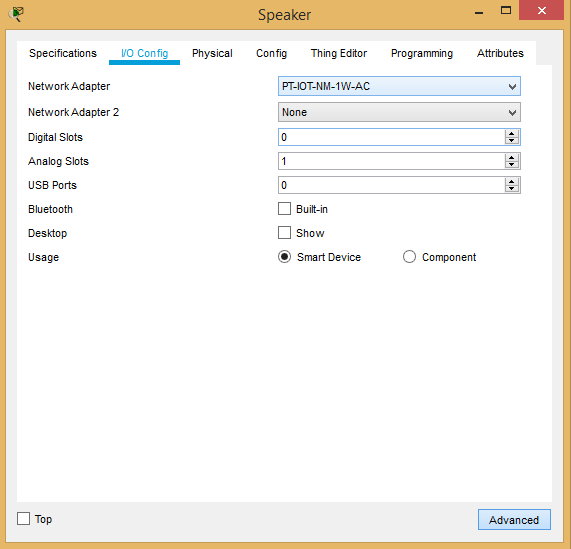 Speaker
Specifications I/O Config Physical Config Thing Editor Programming Attributes
Network Adapter PT-IOT-NM-1W-AC
Network Adapter 2 None
Digital Slots 0
Analog Slots 1
USB Ports 0
Bluetooth Built-in
Desktop Show
Usage Smart Device Component
Top Advanced